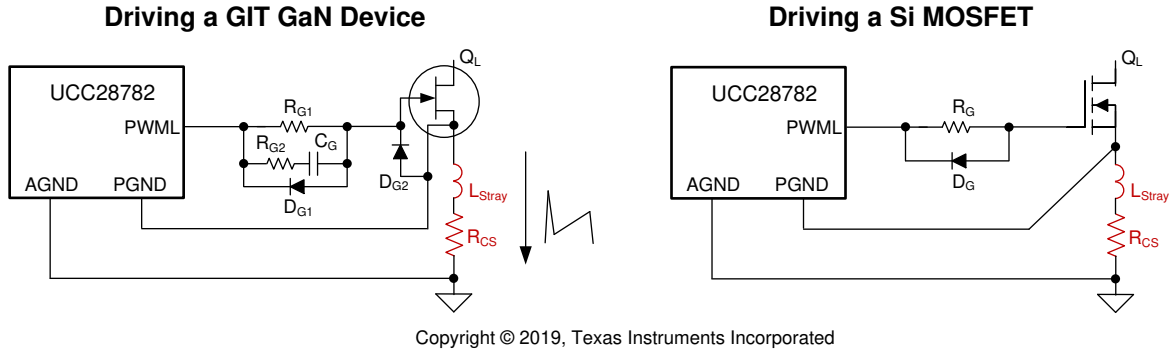 Driving a GIT GaN Device
Driving a Si MOSFET
UCC28782
PWML
AGND
PGND
RG1
RG2
CG
DG1
DG2
QL
LStray
RCS
UCC28782
PWML
AGND
PGND
RG
DG
QL
LStray
RCS
Copyright © 2019, Texas Instruments Incorporated